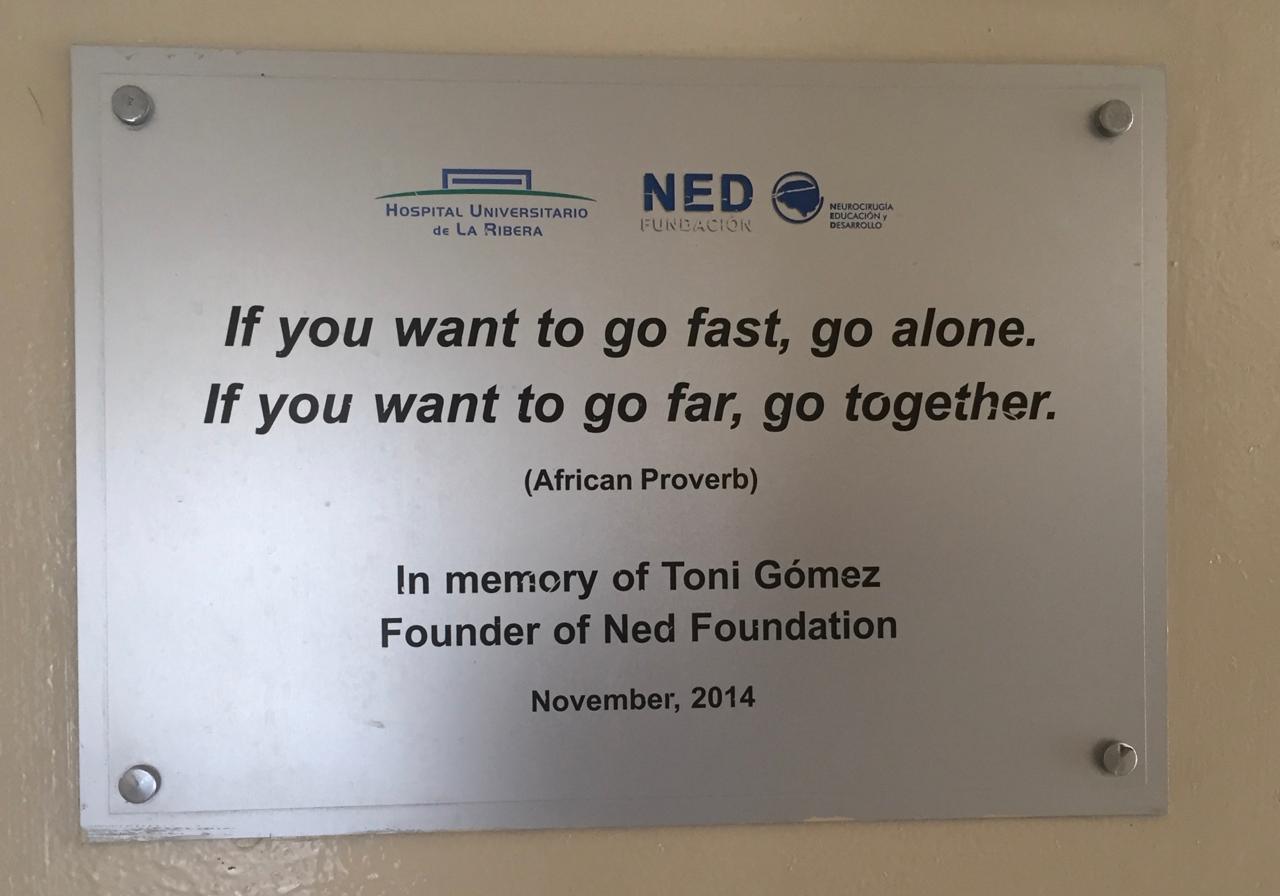 HOSPITAL UNIVERSITARIO
DE LA RIBERA
NED
FUNDACIÓN
NEUROCIRUGÍA
EDUCACIÓN y
DESARROLLO
If you want to go fast, go alone.
If you want to go far, go together.
(African Proverb)
In memory of Toni Gómez
Founder of Ned Foundation
November, 2014